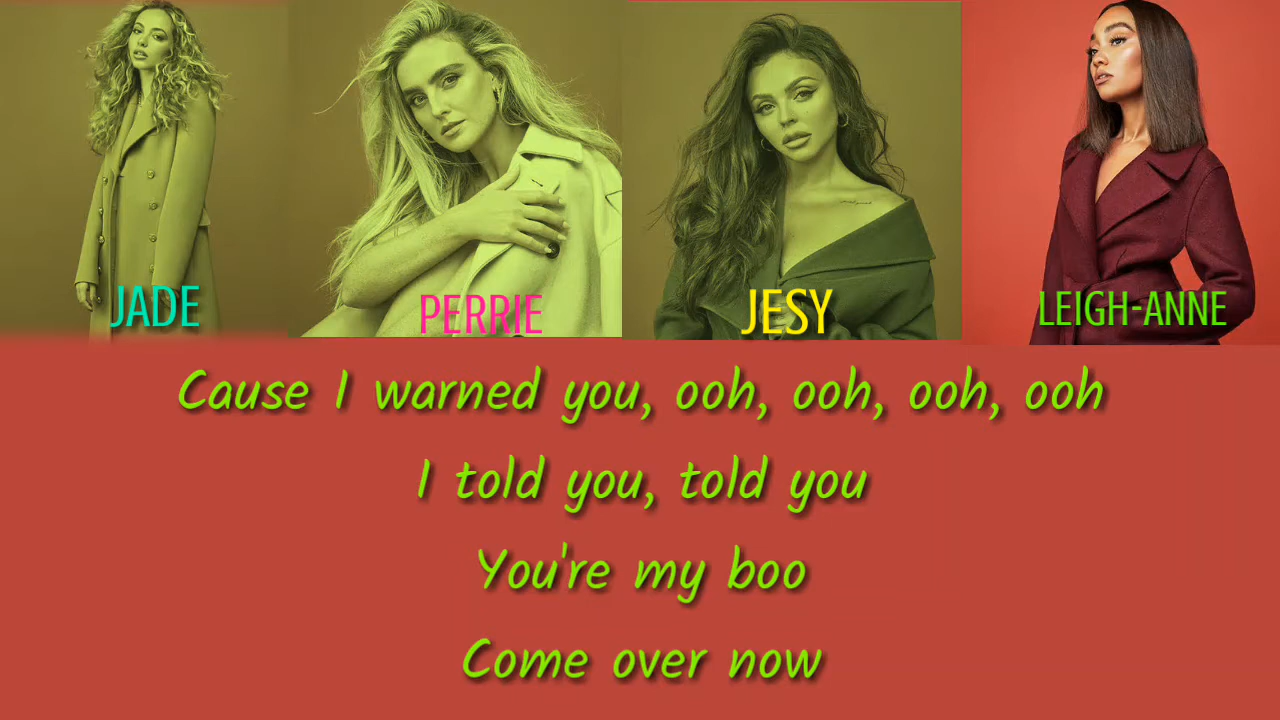 JADE PERRIE JESY LEIGH-ANNE
Cause I warned you, ooh, ooh, ooh, ooh
I told you, told you
You're my boo
Come over now